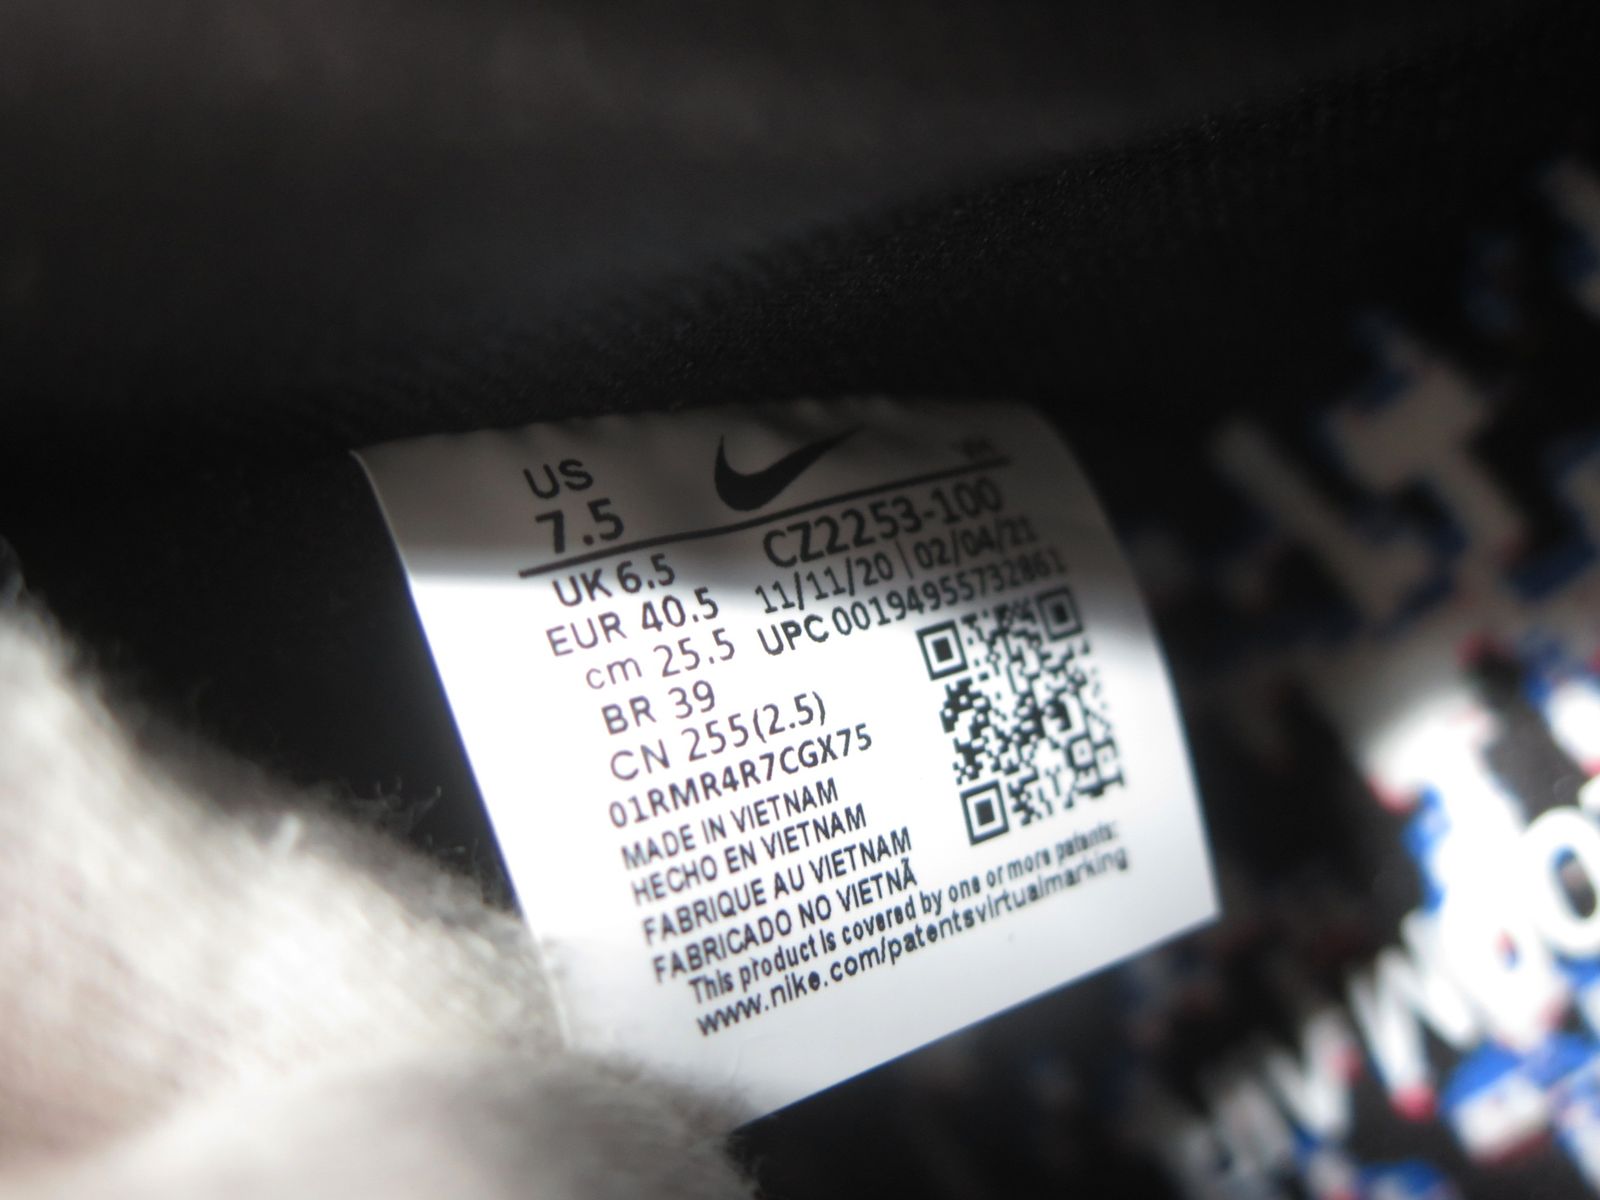 US
7.5
UK 6.5
EUR 40.5
cm 25.5
BR 39
CN 255(2.5)
CZ2253-100
11/11/20 | 02/04/21
UPC 00194955732861
01RMR4R7CGX75
MADE IN VIETNAM
HECHO EN VIETNAM
FABRIQUE AU VIETNAM
FABRICADO NO VIETNÃ
This product is covered by one or more patents:
www.nike.com/patentsvirtualmarking